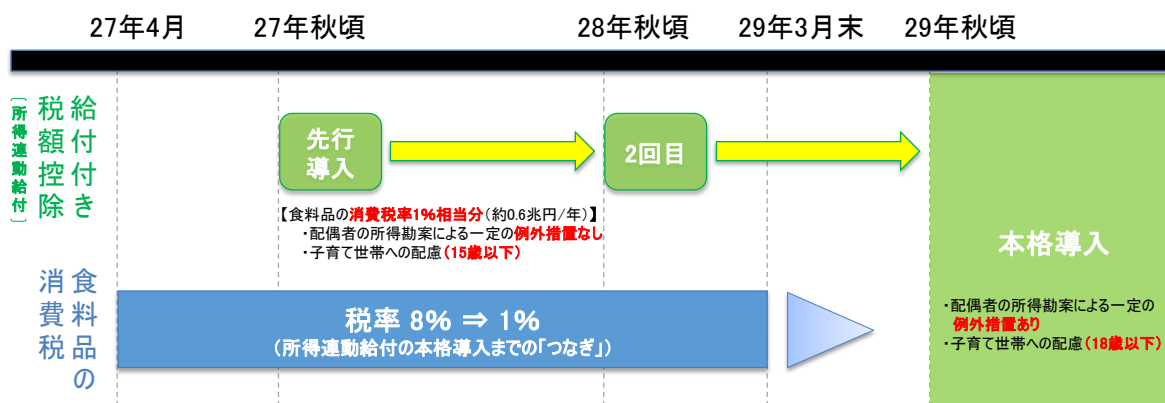 27年4月
27年秋頃
28年秋頃
29年3月末
29年秋頃
給付付き
税額控除
〔所得連動給付〕
先行
導入
2回目
【食料品の消費税率1%相当分(約0.6兆円/年)】
・配偶者の所得勘案による一定の例外措置なし
・子育て世帯への配慮(15歳以下)
食料品の
消費税
税率 8% ⇒ 1%
(所得連動給付の本格導入までの「つなぎ」)
本格導入
・配偶者の所得勘案による一定の
例外措置あり
・子育て世帯への配慮(18歳以下)